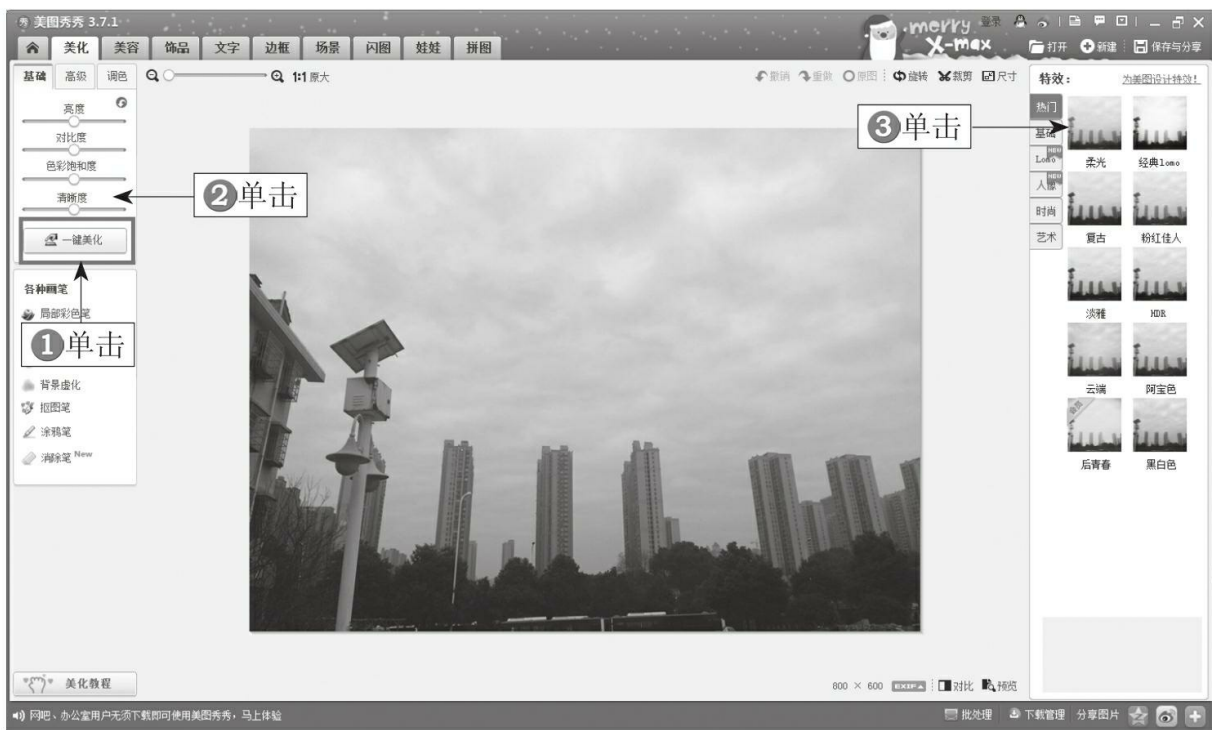 美图秀秀 3.7.1
merry X-max
登录
美化 美容 饰品 文字 边框 场景 闪图 娃娃 拼图
打开 新建 保存与分享
基础 高级 调色
1:1原大
撤消 重做 原图 旋转 裁剪 尺寸
亮度
对比度
色彩饱和度
清晰度
一键美化
各种画笔
局部彩色笔
背景虚化
抠图笔
涂鸦笔
消除笔 New
❶单击
❷单击
❸单击
特效：
为美图设计特效!
热门
基础
Lomo
人像
时尚
艺术
柔光 经典lomo
复古 粉红佳人
淡雅 HDR
云端 阿宝色
后青春 黑白色
美化教程
800 × 600 EXIF 对比 预览
网吧、办公室用户无须下载即可使用美图秀秀，马上体验
批处理 下载管理 分享图片